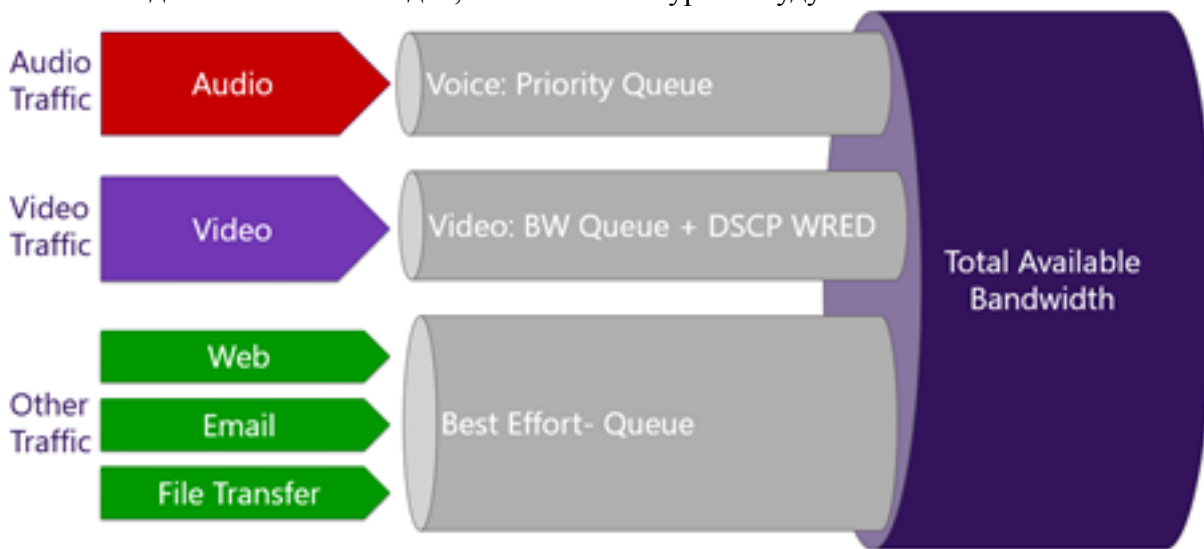 Audio
Traffic
Audio
Voice: Priority Queue
Video
Traffic
Video
Video: BW Queue + DSCP WRED
Total Available
Bandwidth
Web
Other
Traffic
Email
File Transfer
Best Effort- Queue